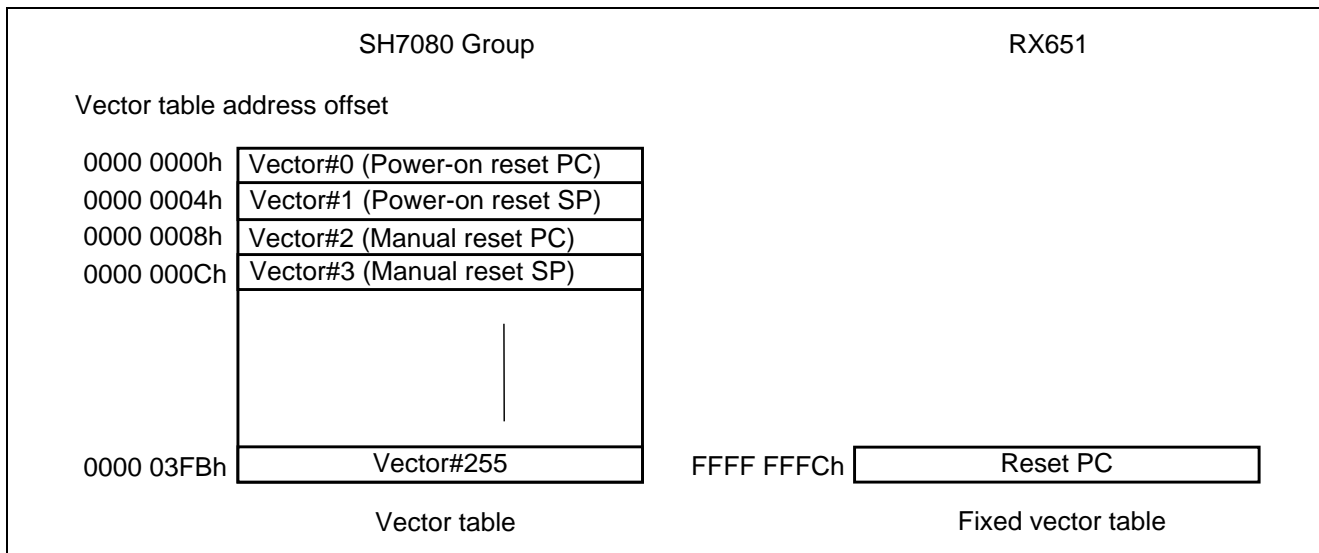 SH7080 Group
RX651
Vector table address offset
0000 0000h Vector#0 (Power-on reset PC)
0000 0004h Vector#1 (Power-on reset SP)
0000 0008h Vector#2 (Manual reset PC)
0000 000Ch Vector#3 (Manual reset SP)
0000 03FBh Vector#255
FFFF FFFCh Reset PC
Vector table
Fixed vector table